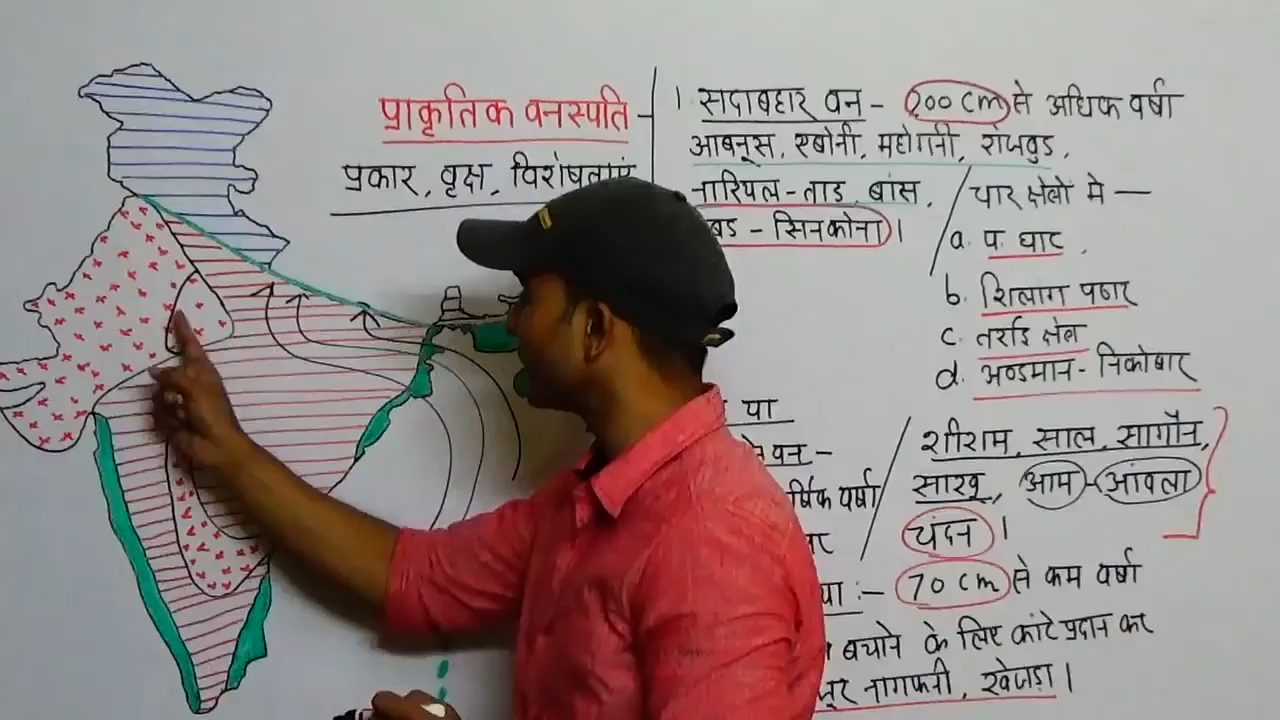 प्राकृतिक वनस्पति -
प्रकार, वृक्ष, विशेषताएं
1. सदाबहार वन - 200 cm से अधिक वर्षा
आबनूस, एबोनी, महोगनी, रोजवुड,
नारियल - ताड, बांस,
बड - सिनकोना।
चार क्षेत्रों मे —
a. प. घाट
b. शिलांग पठार
c. तर्राई क्षेत्र
d. अण्डमान - निकोबार
या
वन -
र्षिक वर्षा
शीशम, साल, सागौन,
साखू, आम - आंवला
चंदन।
या :- 70 cm से कम वर्षा
बचाने के लिए कांटे प्रदान कर
नागफनी, खेजड़ा।